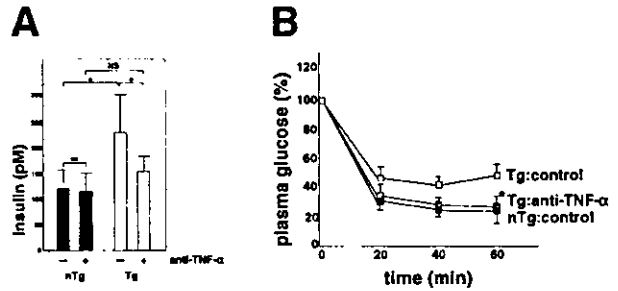 A
B
NS
*
*
Insulin (pM)
− + − + anti-TNF-α
nTg Tg
plasma glucose (%)
120
100
80
60
40
20
0
0 20 40 60
time (min)
Tg:control
*Tg:anti-TNF-α
nTg:control